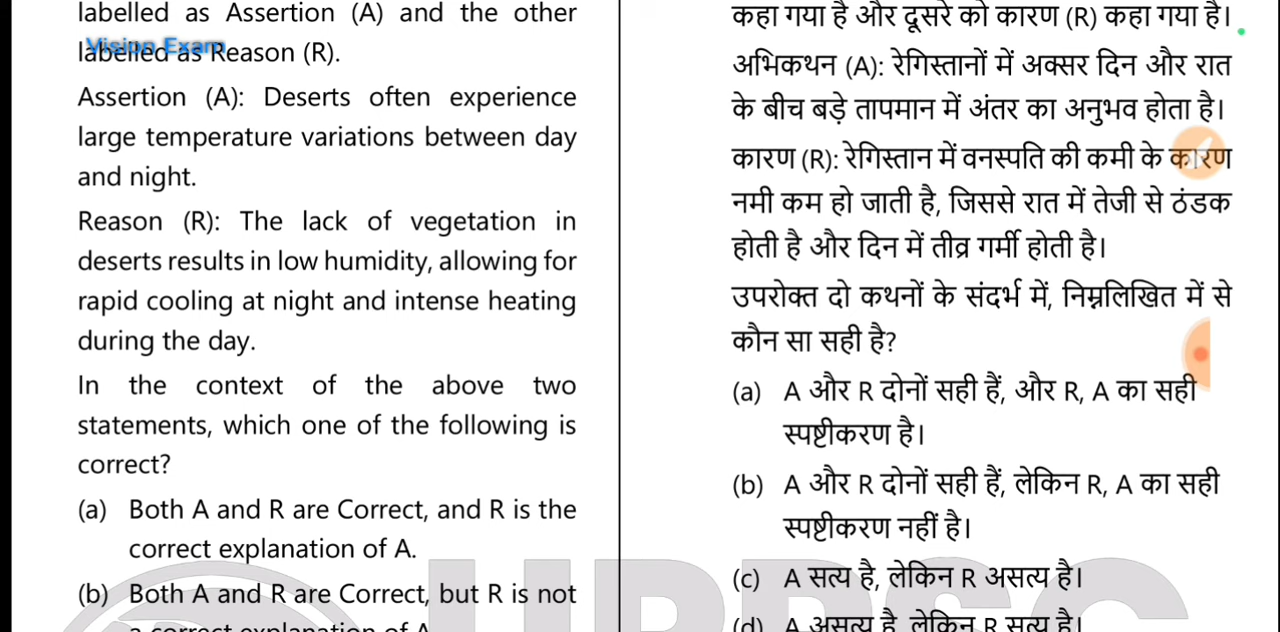 labelled as Assertion (A) and the other
labelled as Reason (R).
Vision Exam
Assertion (A): Deserts often experience
large temperature variations between day
and night.
Reason (R): The lack of vegetation in
deserts results in low humidity, allowing for
rapid cooling at night and intense heating
during the day.
In the context of the above two
statements, which one of the following is
correct?
(a) Both A and R are Correct, and R is the
correct explanation of A.
(b) Both A and R are Correct, but R is not
a correct explanation of A.
कहा गया है और दूसरे को कारण (R) कहा गया है।
अभिकथन (A): रेगिस्तानों में अक्सर दिन और रात
के बीच बड़े तापमान में अंतर का अनुभव होता है।
कारण (R): रेगिस्तान में वनस्पति की कमी के कारण
नमी कम हो जाती है, जिससे रात में तेजी से ठंडक
होती है और दिन में तीव्र गर्मी होती है।
उपरोक्त दो कथनों के संदर्भ में, निम्नलिखित में से
कौन सा सही है?
(a) A और R दोनों सही हैं, और R, A का सही
स्पष्टीकरण है।
(b) A और R दोनों सही हैं, लेकिन R, A का सही
स्पष्टीकरण नहीं है।
(c) A सत्य है, लेकिन R असत्य है।
(d) A असत्य है, लेकिन R सत्य है।
UPPSC